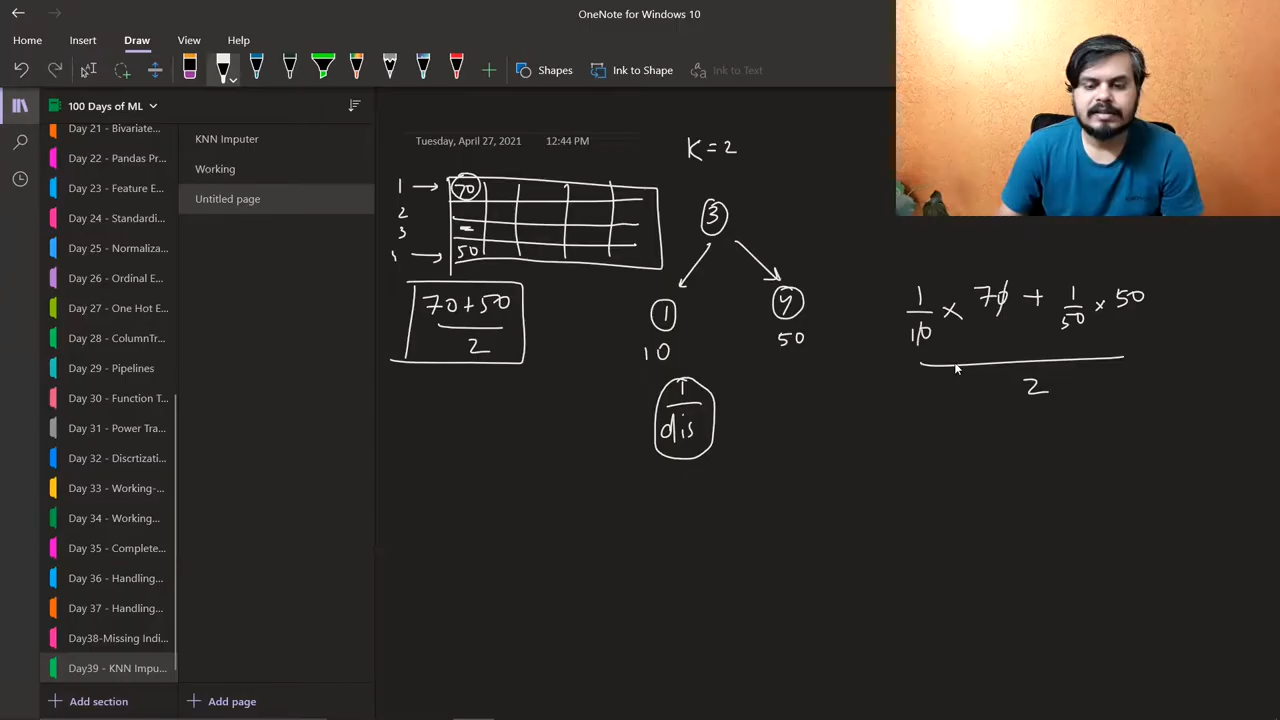 OneNote for Windows 10
Home Insert Draw View Help
Shapes Ink to Shape Ink to Text
100 Days of ML
Day 21 - Bivariate...
Day 22 - Pandas Pr...
Day 23 - Feature E...
Day 24 - Standardi...
Day 25 - Normaliza...
Day 26 - Ordinal E...
Day 27 - One Hot E...
Day 28 - ColumnTr...
Day 29 - Pipelines
Day 30 - Function T...
Day 31 - Power Tra...
Day 32 - Discrtizati...
Day 33 - Working-...
Day 34 - Working...
Day 35 - Complete...
Day 36 - Handling...
Day 37 - Handling...
Day38-Missing Indi...
Day39 - KNN Impu...
Add section
KNN Imputer
Working
Untitled page
Add page
Tuesday, April 27, 2021 12:44 PM
K = 2
1 → 70
2
3 -
→ 50
70+50
2
3
1
10
50
1
dis
1/10 × 70 + 1/50 × 50
2